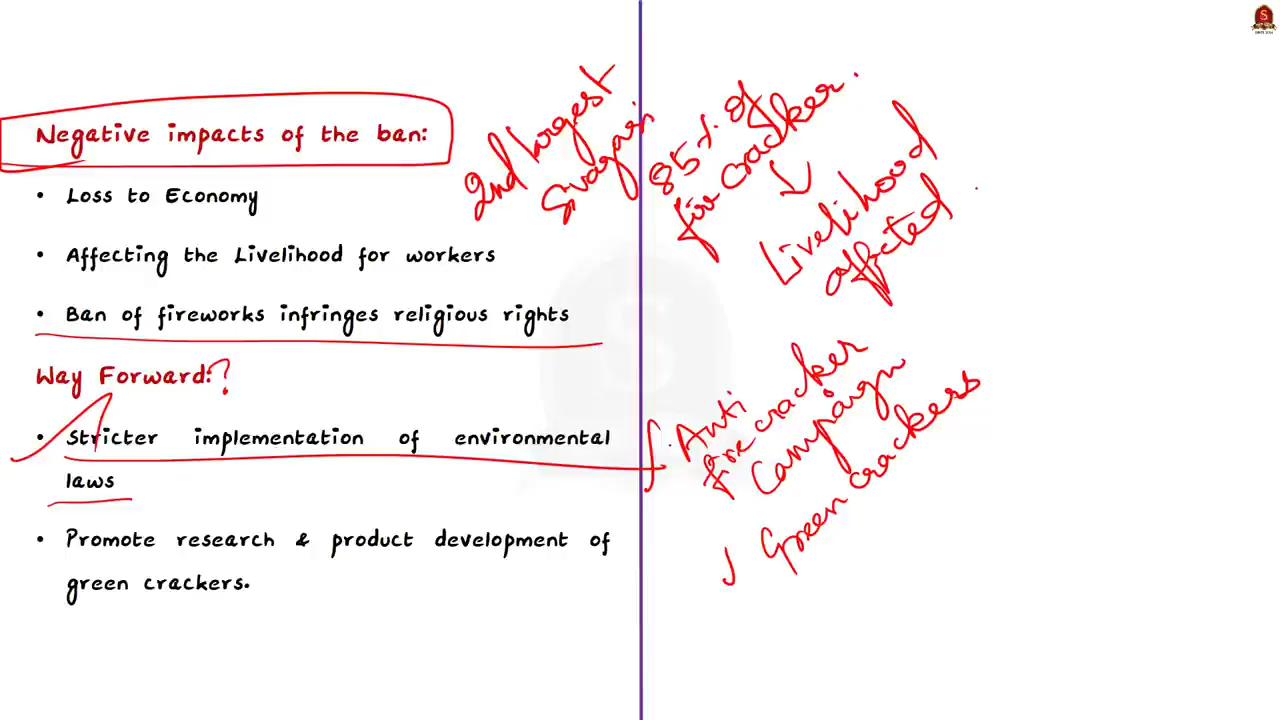 Negative impacts of the ban:
• Loss to Economy
• Affecting the Livelihood for workers
• Ban of fireworks infringes religious rights
Way Forward:?
• Stricter implementation of environmental
laws
• Promote research & product development of
green crackers.
2nd largest
85% of
fire cracker
Livelihood
affected
Anti
fire cracker
Campaign
Green crackers
S